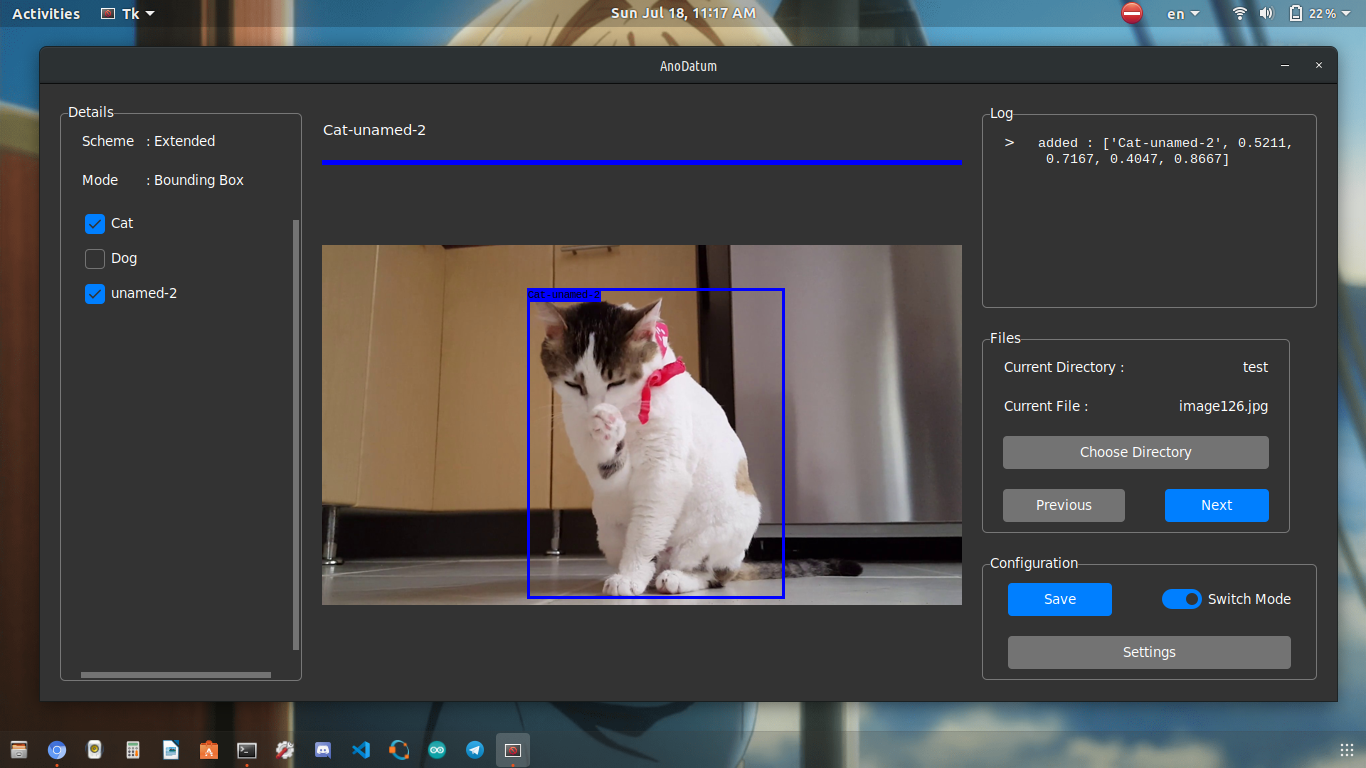 Activities
Tk
Sun Jul 18, 11:17 AM
en
22%
AnoDatum
Details
Scheme : Extended
Mode : Bounding Box
Cat
Dog
unamed-2
Cat-unamed-2
Cat-unamed-2
Log
> added : ['Cat-unamed-2', 0.5211,
0.7167, 0.4047, 0.8667]
Files
Current Directory : test
Current File : image126.jpg
Choose Directory
Previous
Next
Configuration
Save
Switch Mode
Settings